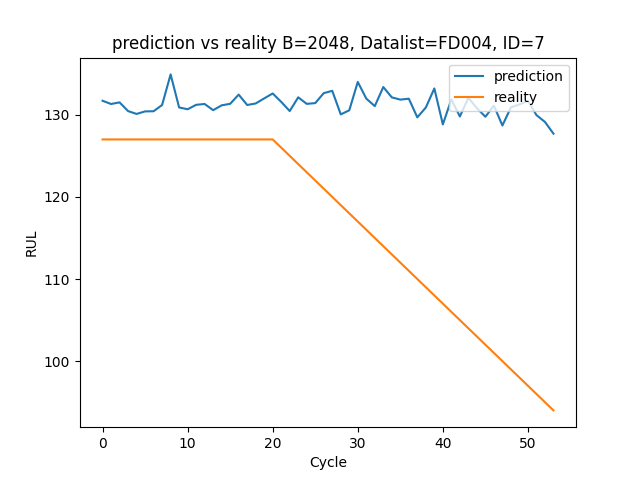 prediction vs reality B=2048, Datalist=FD004, ID=7
prediction
reality
130
120
110
100
RUL
0 10 20 30 40 50
Cycle